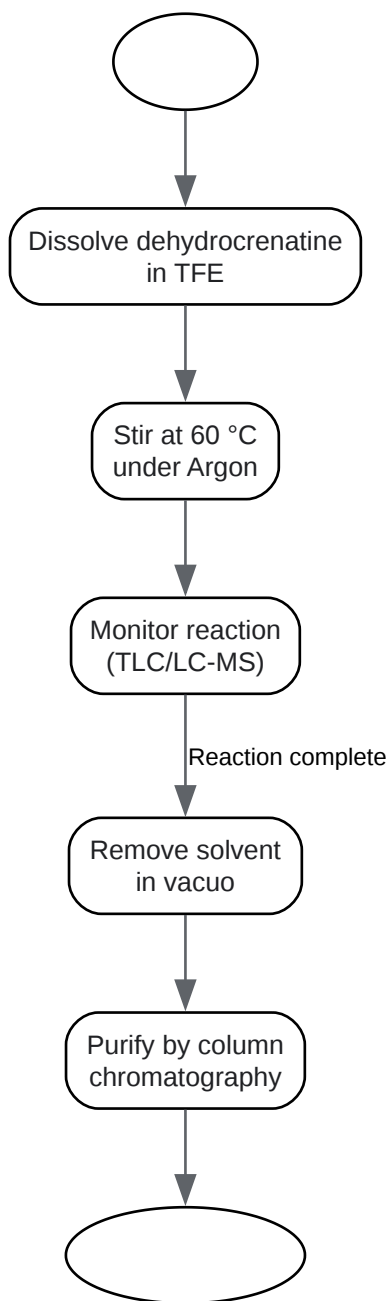 Dissolve dehydrocrenatine
in TFE
Stir at 60 °C
under Argon
Monitor reaction
(TLC/LC-MS)
Reaction complete
Remove solvent
in vacuo
Purify by column
chromatography